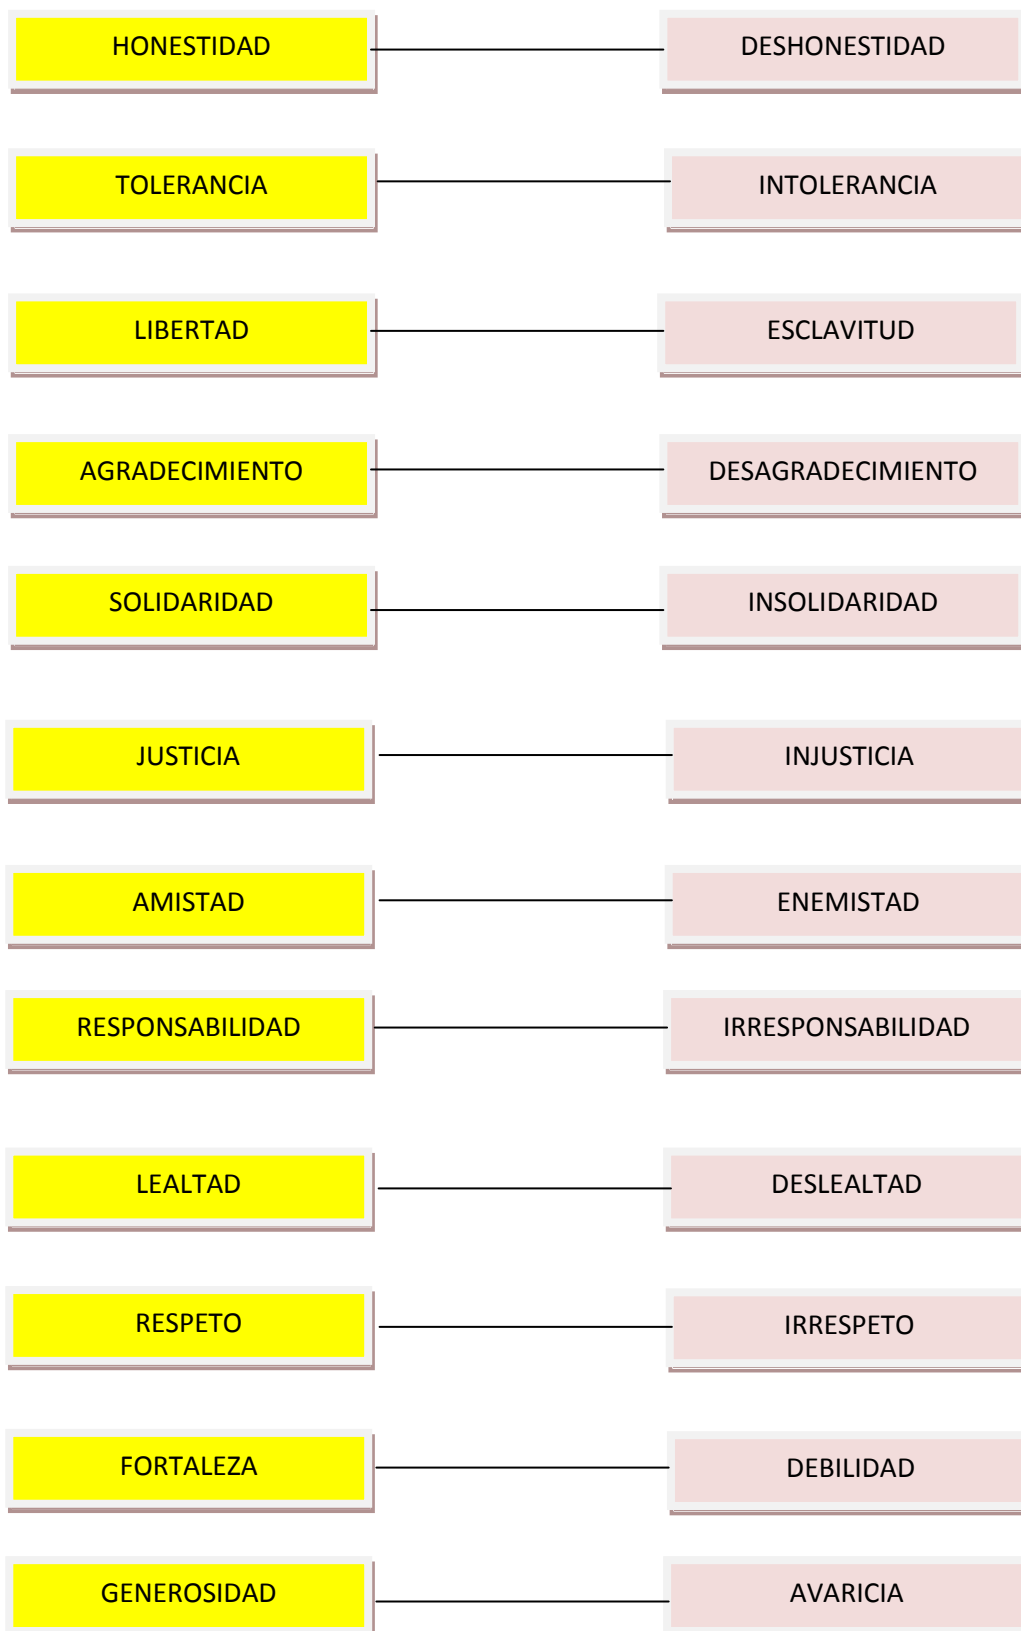 HONESTIDAD DESHONESTIDAD
TOLERANCIA INTOLERANCIA
LIBERTAD ESCLAVITUD
AGRADECIMIENTO DESAGRADECIMIENTO
SOLIDARIDAD INSOLIDARIDAD
JUSTICIA INJUSTICIA
AMISTAD ENEMISTAD
RESPONSABILIDAD IRRESPONSABILIDAD
LEALTAD DESLEALTAD
RESPETO IRRESPETO
FORTALEZA DEBILIDAD
GENEROSIDAD AVARICIA